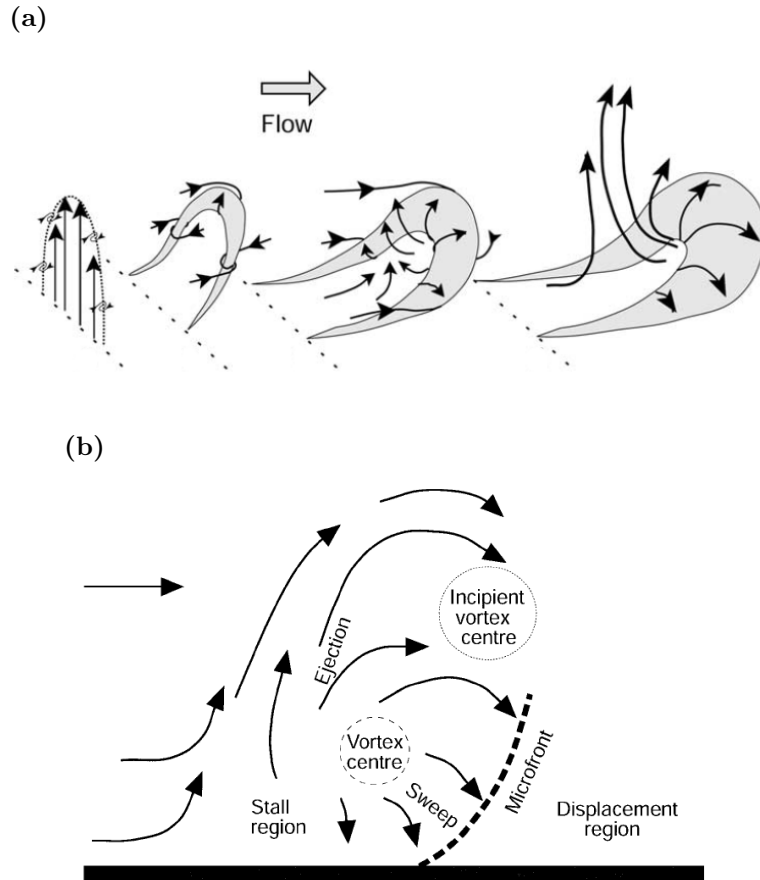 (a)
Flow
(b)
Incipient
vortex
centre
Ejection
Vortex
centre
Microfront
Sweep
Stall
region
Displacement
region